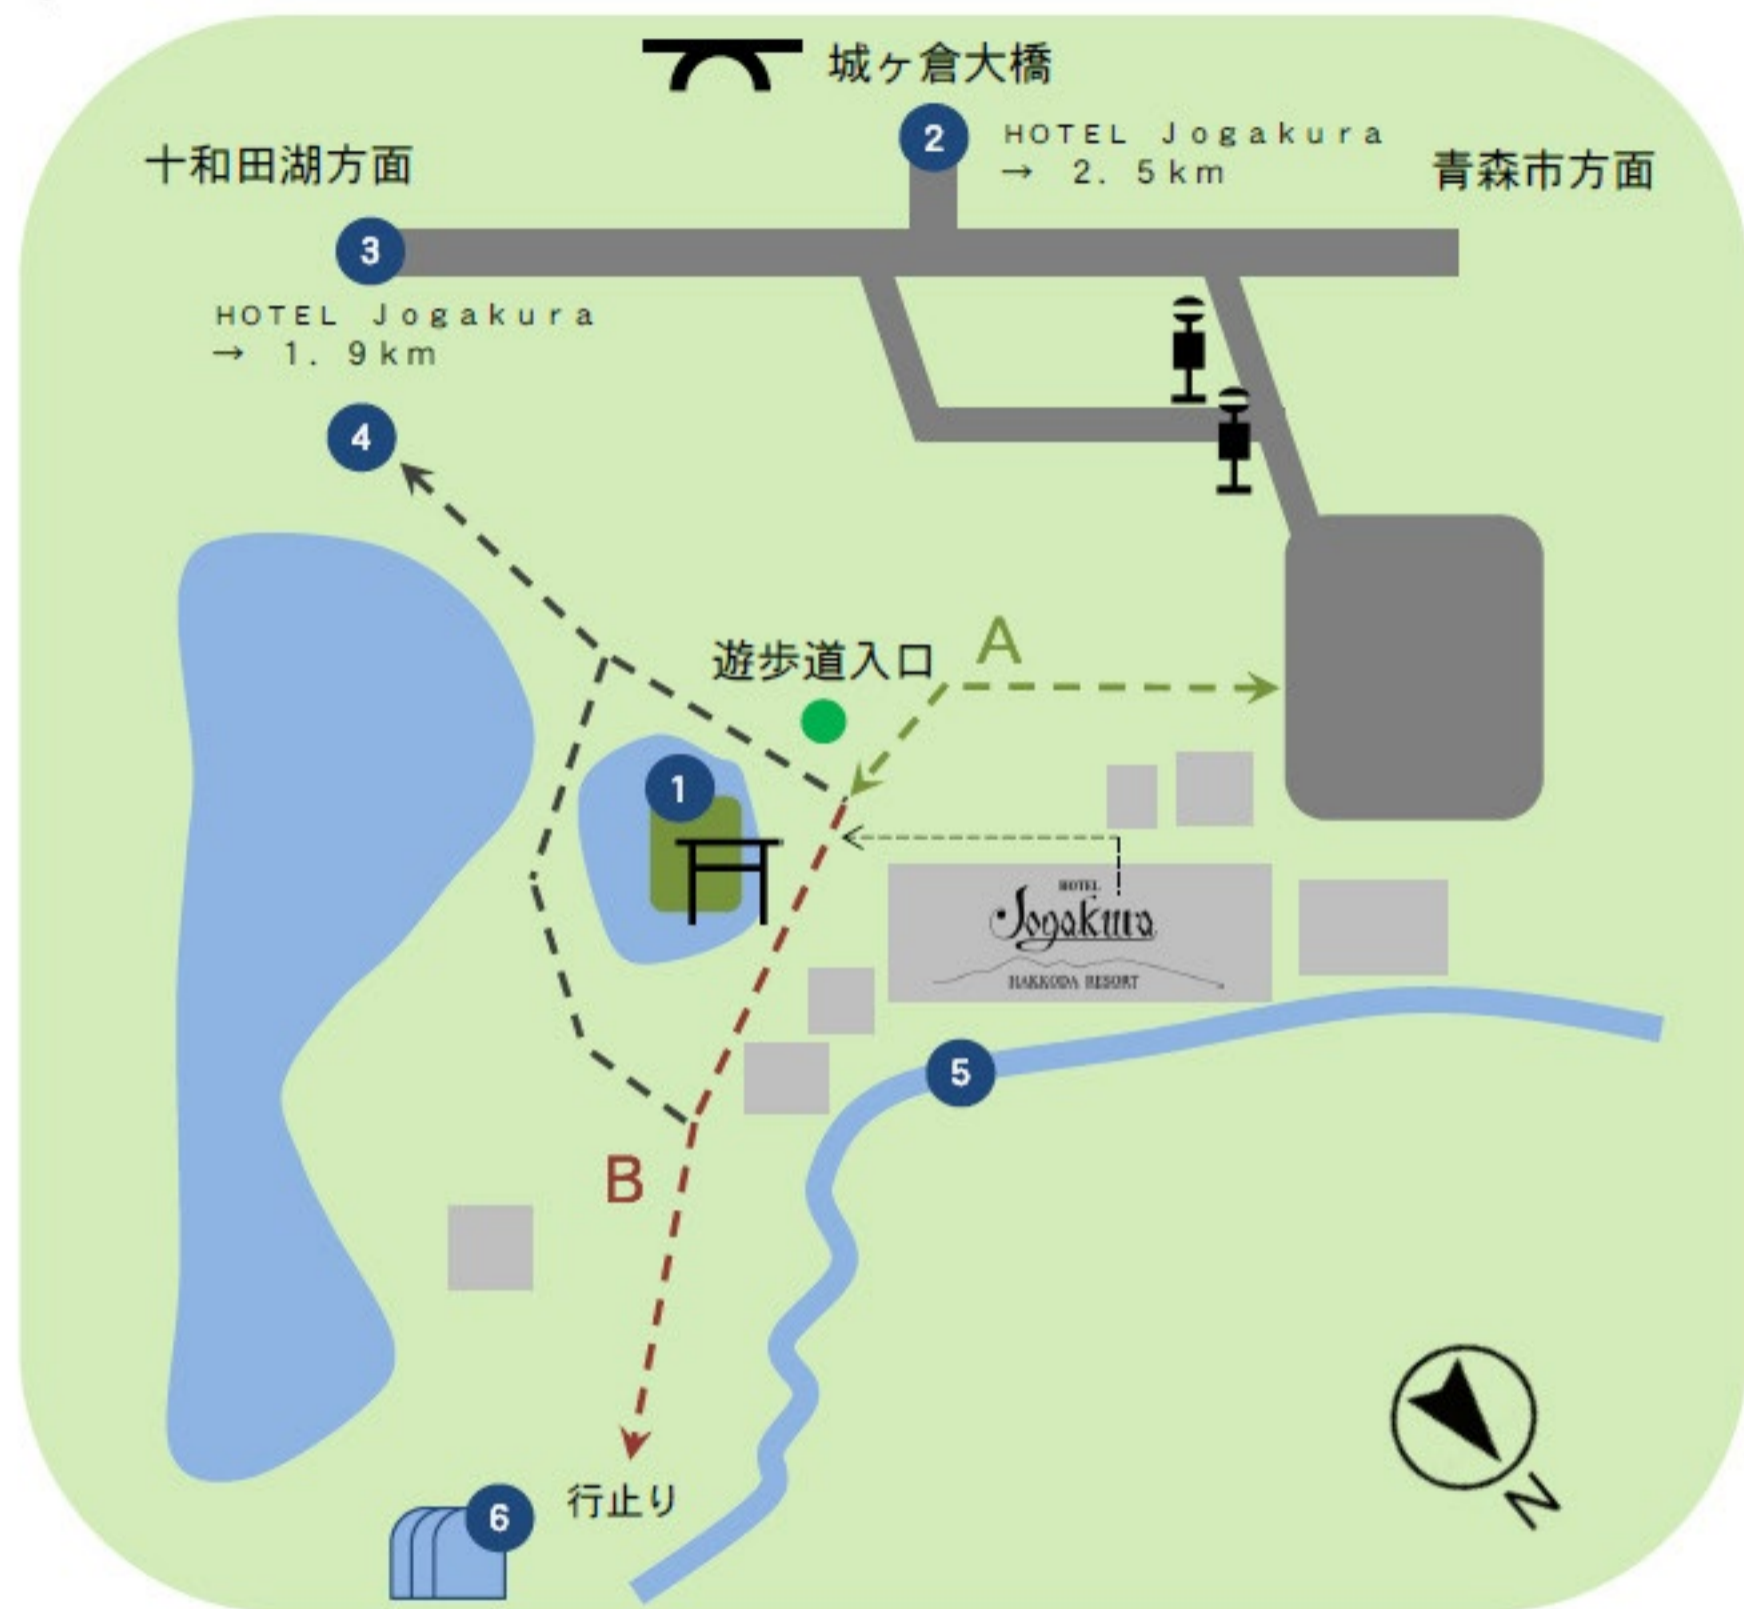 城ヶ倉大橋
2
HOTEL Jogakura
→ 2.5km
十和田湖方面
青森市方面
3
HOTEL Jogakura
→ 1.9km
4
遊歩道入口
A
1
HOTEL
Jogakura
HAKKODA RESORT
5
B
行止り
6
N